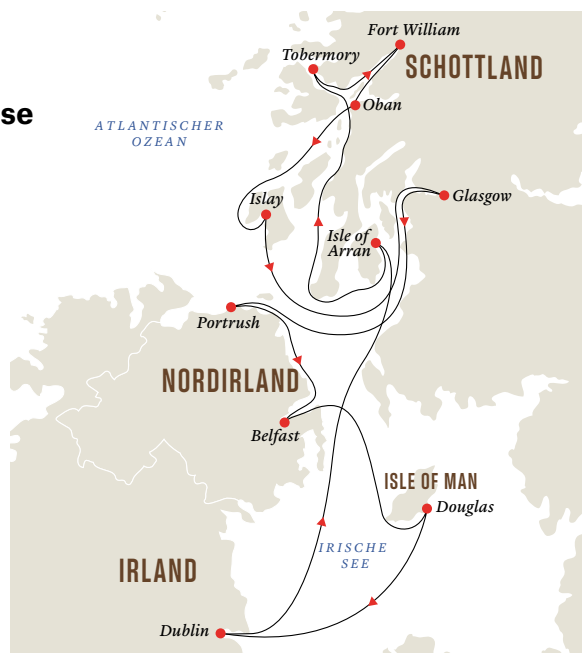 Fort William
Tobermory
SCHOTTLAND
se
Oban
ATLANTISCHER
OZEAN
Islay
Glasgow
Isle of
Arran
Portrush
NORDIRLAND
Belfast
ISLE OF MAN
Douglas
IRISCHE
SEE
IRLAND
Dublin